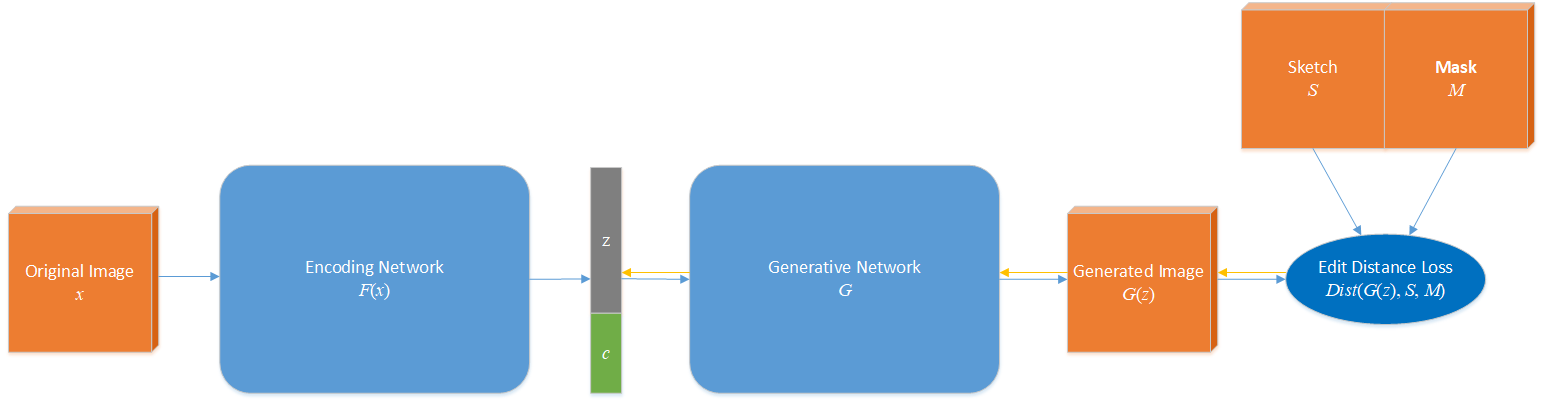 Sketch
S
Mask
M
Original Image
x
Encoding Network
F(x)
z
c
Generative Network
G
Generated Image
G(z)
Edit Distance Loss
Dist(G(z), S, M)